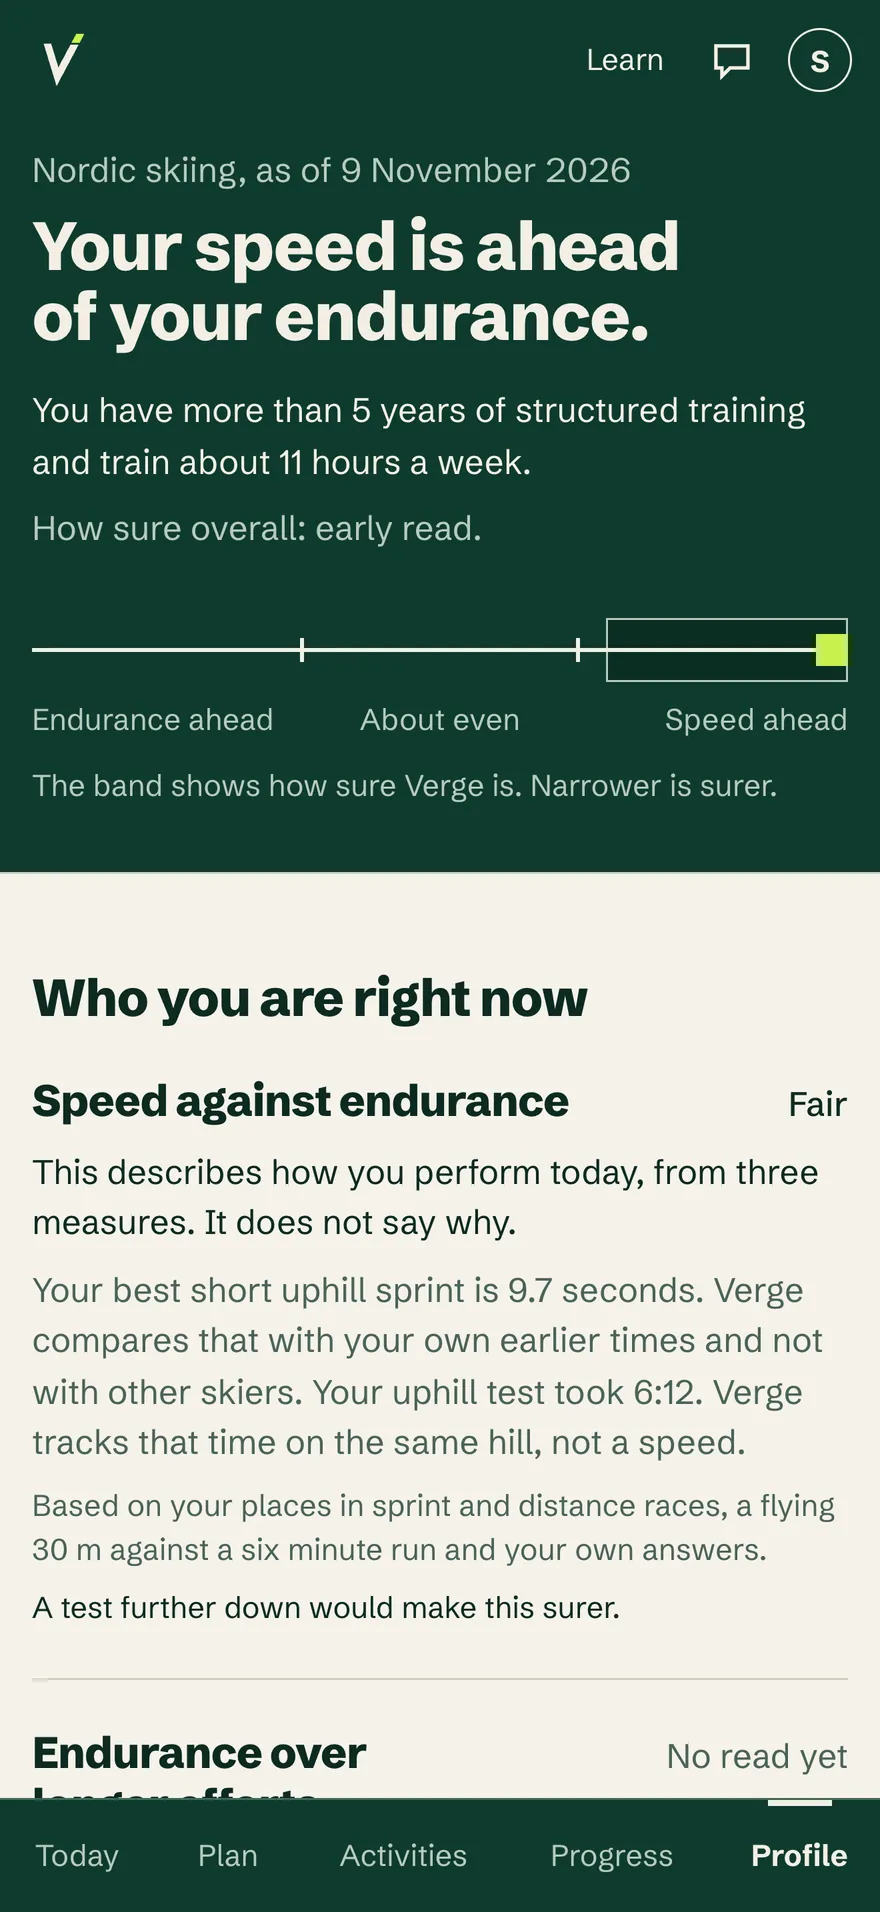 Learn
S
Nordic skiing, as of 9 November 2026
Your speed is ahead
of your endurance.
You have more than 5 years of structured training
and train about 11 hours a week.
How sure overall: early read.
Endurance ahead
About even
Speed ahead
The band shows how sure Verge is. Narrower is surer.
Who you are right now
Speed against endurance
Fair
This describes how you perform today, from three
measures. It does not say why.
Your best short uphill sprint is 9.7 seconds. Verge
compares that with your own earlier times and not
with other skiers. Your uphill test took 6:12. Verge
tracks that time on the same hill, not a speed.
Based on your places in sprint and distance races, a flying
30 m against a six minute run and your own answers.
A test further down would make this surer.
Endurance over
No read yet
longer efforts
Today
Plan
Activities
Progress
Profile